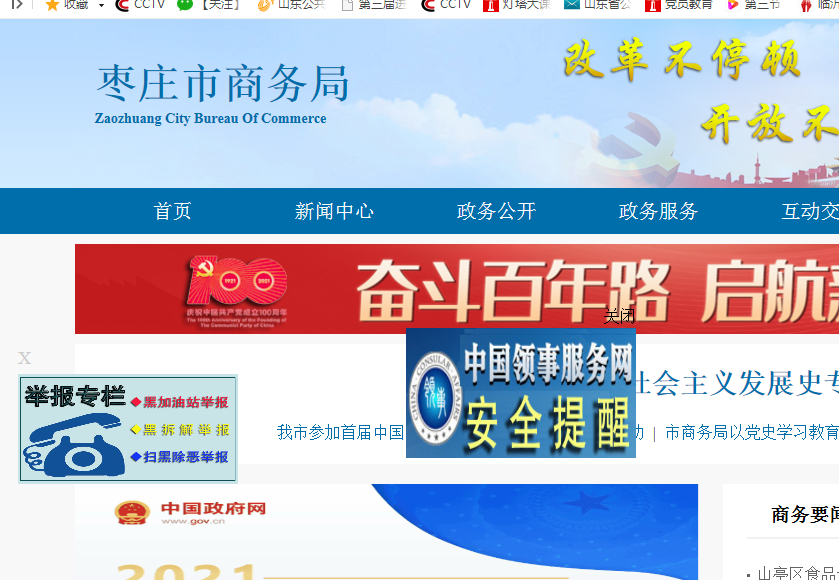 收藏 CCTV 【关注】 山东公共 第三届进 CCTV 灯塔大课 山东省公 党员教育 第三节 临沂
枣庄市商务局
Zaozhuang City Bureau Of Commerce
改革不停顿
开放不
首页 新闻中心 政务公开 政务服务 互动交
100
1921 2021
庆祝中国共产党成立100周年
The 100th Anniversary of the Founding of
The Communist Party of China
奋斗百年路 启航新
关闭
X
举报专栏
◆黑加油站举报
◆黑拆解举报
◆扫黑除恶举报
CHINA CONSULAR AFFAIRS
领事
中国领事服务网
安全提醒
社会主义发展史专
我市参加首届中国
动 | 市商务局以党史学习教育
中国政府网
www.gov.cn
2021
商务要闻
山亭区食品